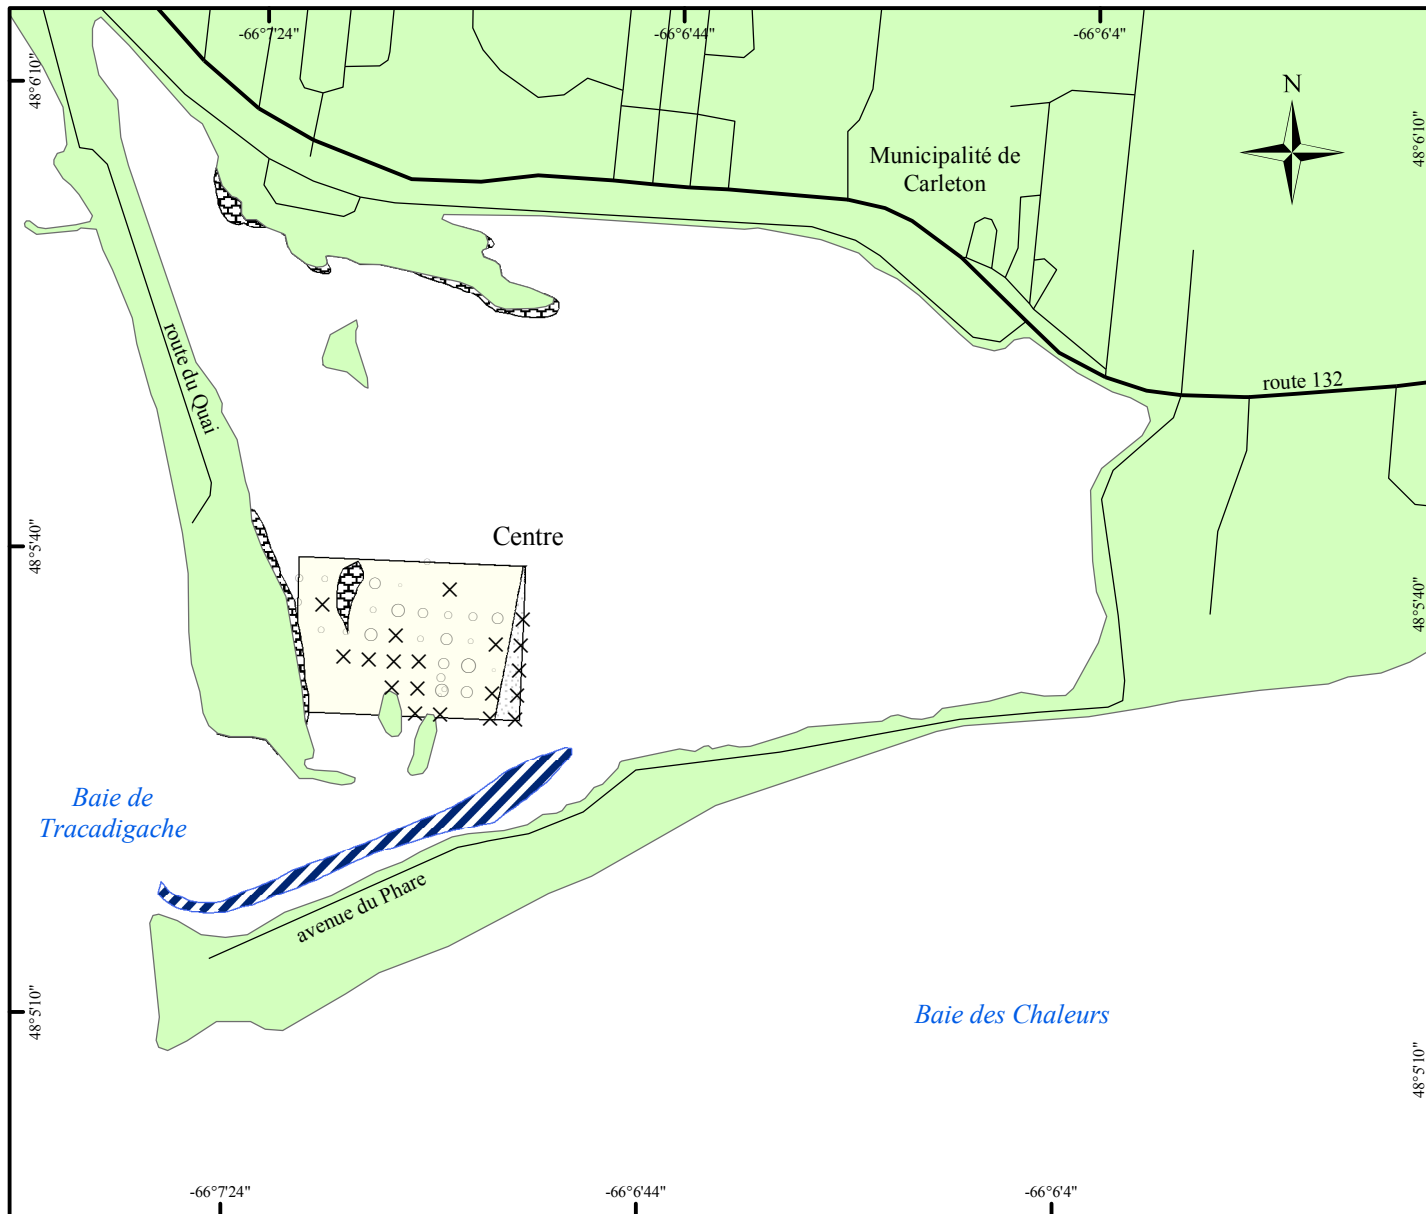 -66°7'24"
-66°6'44"
-66°6'4"
48°6'10"
N
48°6'10"
Municipalité de
Carleton
route du Quai
route 132
Centre
48°5'40"
48°5'40"
Baie de
Tracadigache
avenue du Phare
Baie des Chaleurs
48°5'10"
48°5'10"
-66°7'24"
-66°6'44"
-66°6'4"